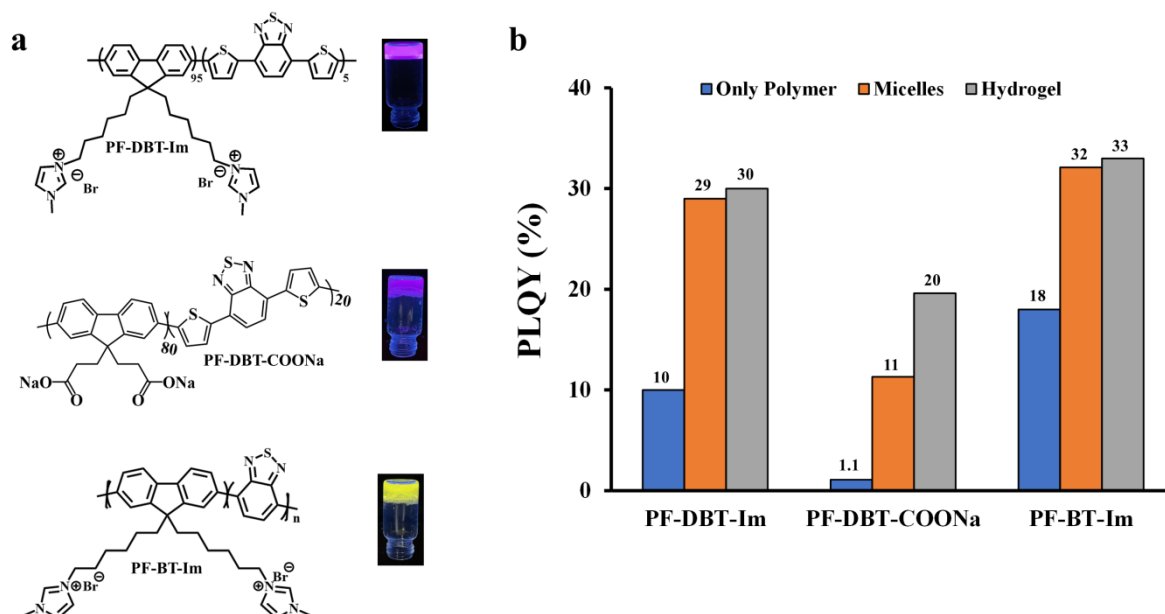 a
S
N N
S S
95 5
PF-DBT-Im
N ⊕ N ⊕
⊖ Br Br ⊖
N N
S
N N
S
S
20
80
PF-DBT-COONa
NaO ONa
O O
S
N N
n
PF-BT-Im
N ⊕ Br⊖ Br⊖ ⊕ N
N N
b
Only Polymer Micelles Hydrogel
PLQY (%)
40
30
20
10
0
10 29 30
1.1 11 20
18 32 33
PF-DBT-Im PF-DBT-COONa PF-BT-Im